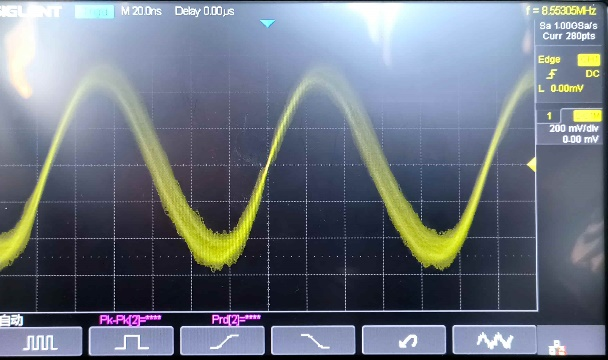 SIGLENT
M 20.0ns Delay 0.00μs
f = 8.55305MHz
Sa 1.00GSa/s
Curr 280pts
Edge
DC
L 0.00mV
1
200 mV/div
0.00 mV
自动 Pk-Pk[2]=**** Prd[2]=****